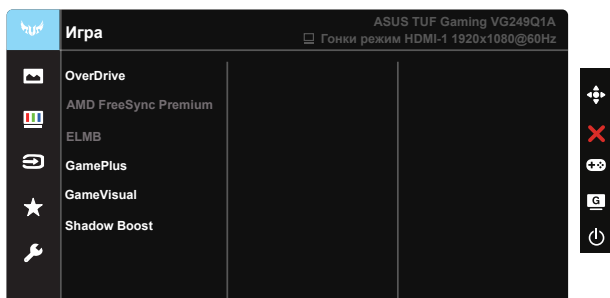 ASUS TUF Gaming VG249Q1A
Игра
Гонки режим HDMI-1 1920x1080@60Hz
OverDrive
AMD FreeSync Premium
ELMB
GamePlus
GameVisual
Shadow Boost
G